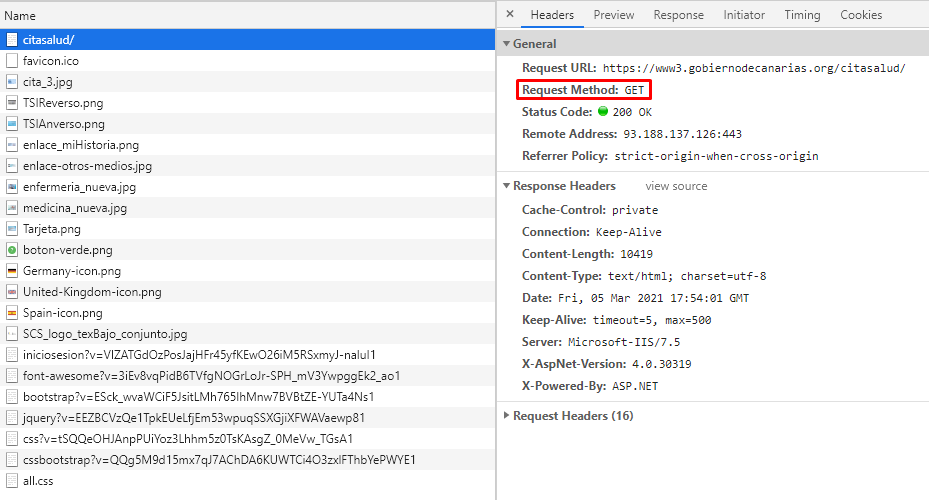 Name
citasalud/
favicon.ico
cita_3.jpg
TSIReverso.png
TSIAnverso.png
enlace_miHistoria.png
enlace-otros-medios.jpg
enfermeria_nueva.jpg
medicina_nueva.jpg
Tarjeta.png
boton-verde.png
Germany-icon.png
United-Kingdom-icon.png
Spain-icon.png
SCS_logo_texBajo_conjunto.jpg
iniciosesion?v=VIZATGdOzPosJajHFr45yfKEwO26iM5RSxmyJ-naluI1
font-awesome?v=3iEv8vqPidB6TVfgNOGrLoJr-SPH_mV3YwpggEk2_ao1
bootstrap?v=ESck_wvaWCiF5JsitLMh765IhMnw7BVBtZE-YUTa4Ns1
jquery?v=EEZBCVzQe1TpkEUeLfjEm53wpuqSSXGjiXFWAVaewp81
css?v=tSQQeOHJAnpPUiYoz3Lhhm5z0TsKAsgZ_0MeVw_TGsA1
cssbootstrap?v=QQg5M9d15mx7qJ7AChDA6KUWTCi4O3zxlFThbYePWYE1
all.css
Headers Preview Response Initiator Timing Cookies
General
Request URL: https://www3.gobiernodecanarias.org/citasalud/
Request Method: GET
Status Code: 200 OK
Remote Address: 93.188.137.126:443
Referrer Policy: strict-origin-when-cross-origin
Response Headers view source
Cache-Control: private
Connection: Keep-Alive
Content-Length: 10419
Content-Type: text/html; charset=utf-8
Date: Fri, 05 Mar 2021 17:54:01 GMT
Keep-Alive: timeout=5, max=500
Server: Microsoft-IIS/7.5
X-AspNet-Version: 4.0.30319
X-Powered-By: ASP.NET
Request Headers (16)